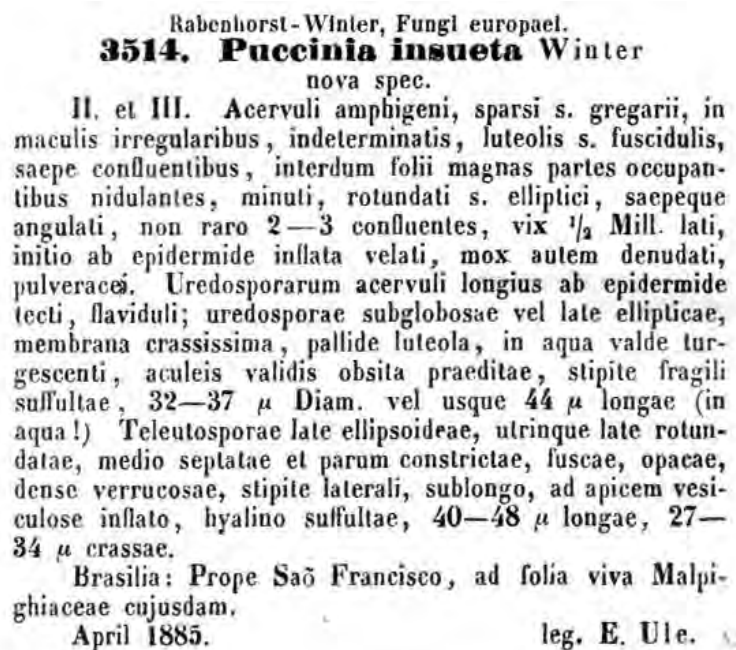 Rabenhorst-Winter, Fungi europaei.
3514. Puccinia insueta Winter
nova spec.
II. et III. Acervuli amphigeni, sparsi s. gregarii, in
maculis irregularibus, indeterminatis, luteolis s. fuscidulis,
saepe confluentibus, interdum folii magnas partes occupan-
tibus nidulantes, minuti, rotundati s. elliptici, saepeque
angulati, non raro 2—3 confluentes, vix 1/2 Mill. lati,
initio ab epidermide inflata velati, mox autem denudati,
pulveracei. Uredosporarum acervuli longius ab epidermide
tecti, flaviduli; uredosporae subglobosae vel late ellipticae,
membrana crassissima, pallide luteola, in aqua valde tur-
gescenti, aculeis validis obsita praeditae, stipite fragili
suffultae, 32—37 μ Diam. vel usque 44 μ longae (in
aqua!) Teleutosporae late ellipsoideae, utrinque late rotun-
datae, medio septatae et parum constrictae, fuscae, opacae,
dense verrucosae, stipite laterali, sublongo, ad apicem vesi-
culose inflato, hyalino suffultae, 40—48 μ longae, 27—
34 μ crassae.
Brasilia: Prope Saõ Francisco, ad folia viva Malpi-
ghiaceae cujusdam.
April 1885. leg. E. Ule.